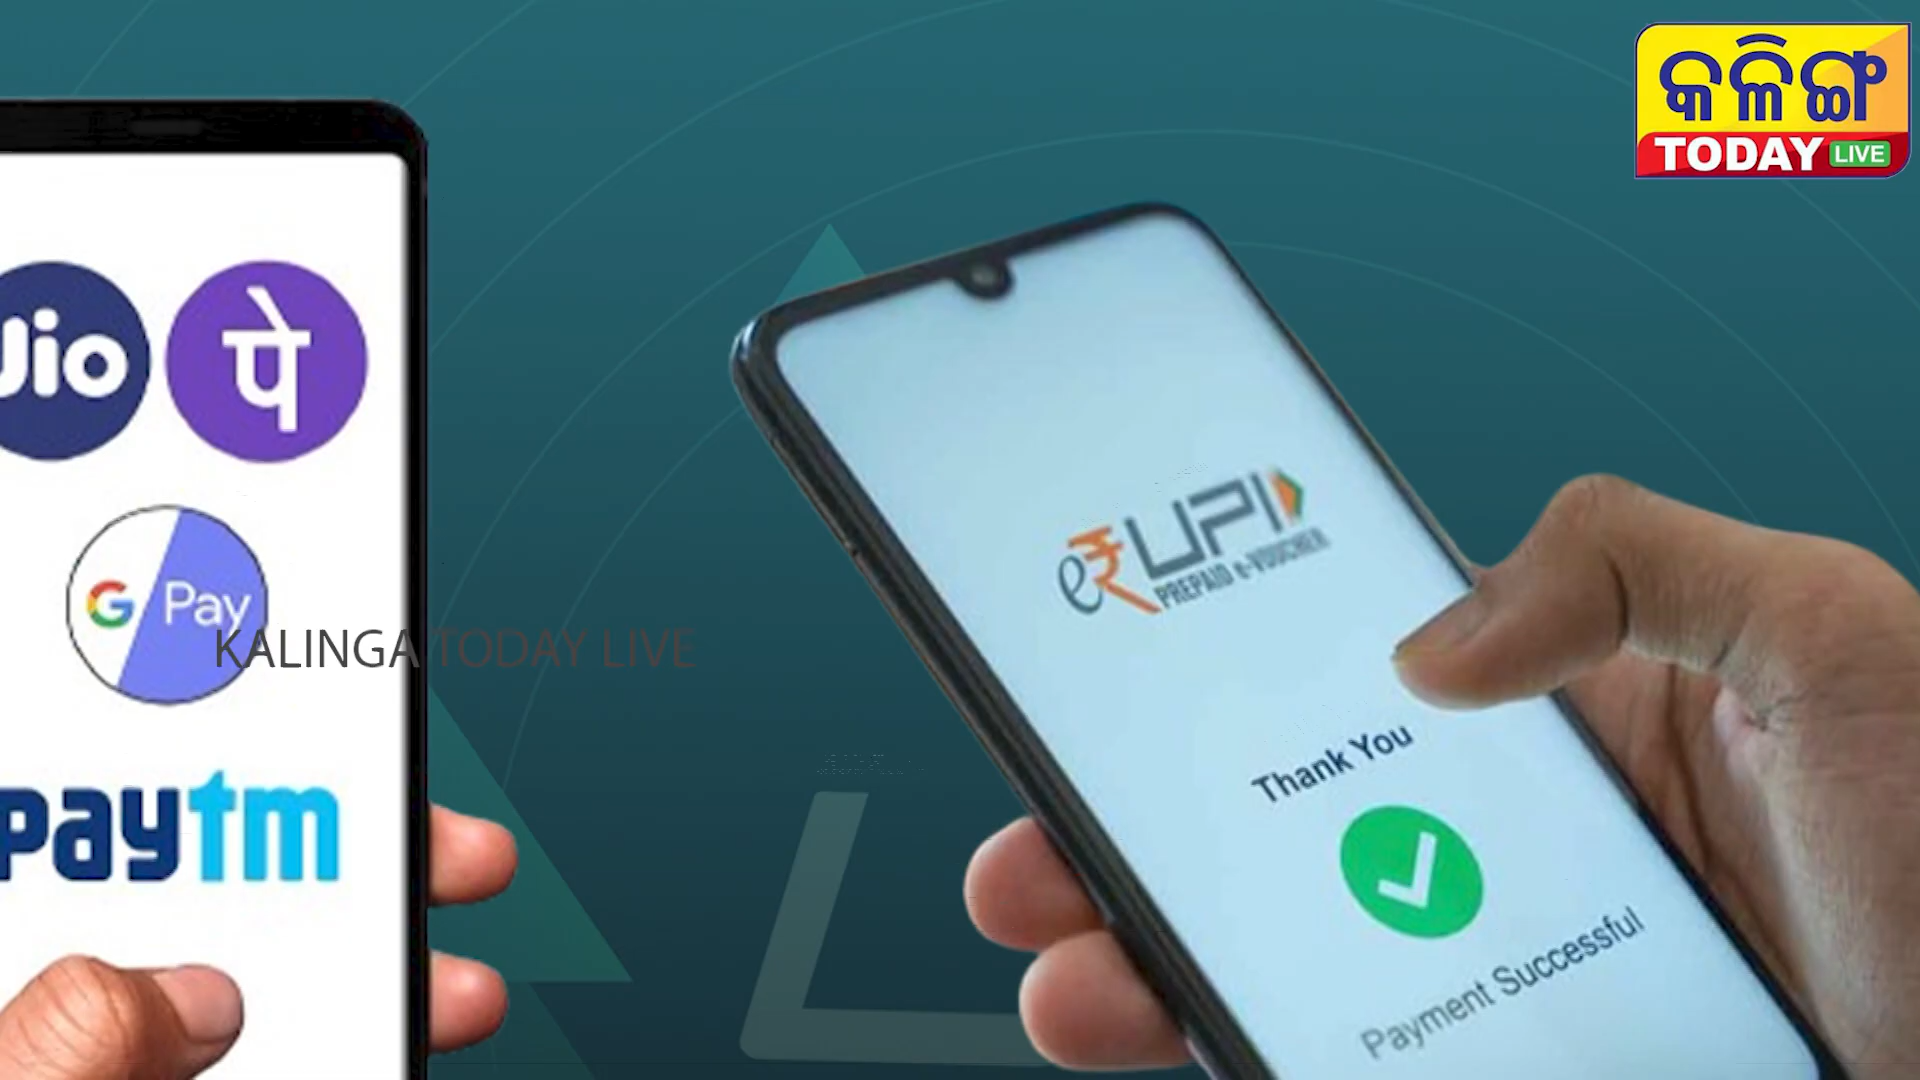 କଳିଙ୍ଗ
TODAY LIVE
Jio
पे
G Pay
KALINGA TODAY LIVE
paytm
e₹UPI
PREPAID e-VOUCHER
Thank You
Payment Successful